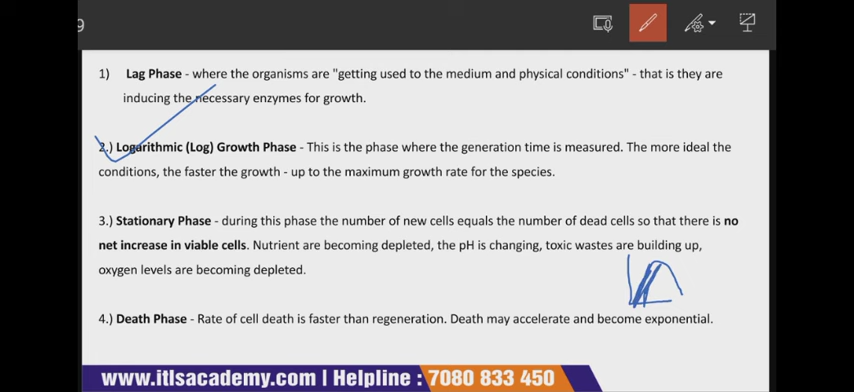 9
1) Lag Phase - where the organisms are "getting used to the medium and physical conditions" - that is they are
inducing the necessary enzymes for growth.
2.) Logarithmic (Log) Growth Phase - This is the phase where the generation time is measured. The more ideal the
conditions, the faster the growth - up to the maximum growth rate for the species.
3.) Stationary Phase - during this phase the number of new cells equals the number of dead cells so that there is no
net increase in viable cells. Nutrient are becoming depleted, the pH is changing, toxic wastes are building up,
oxygen levels are becoming depleted.
4.) Death Phase - Rate of cell death is faster than regeneration. Death may accelerate and become exponential.
www.itlsacademy.com | Helpline : 7080 833 450